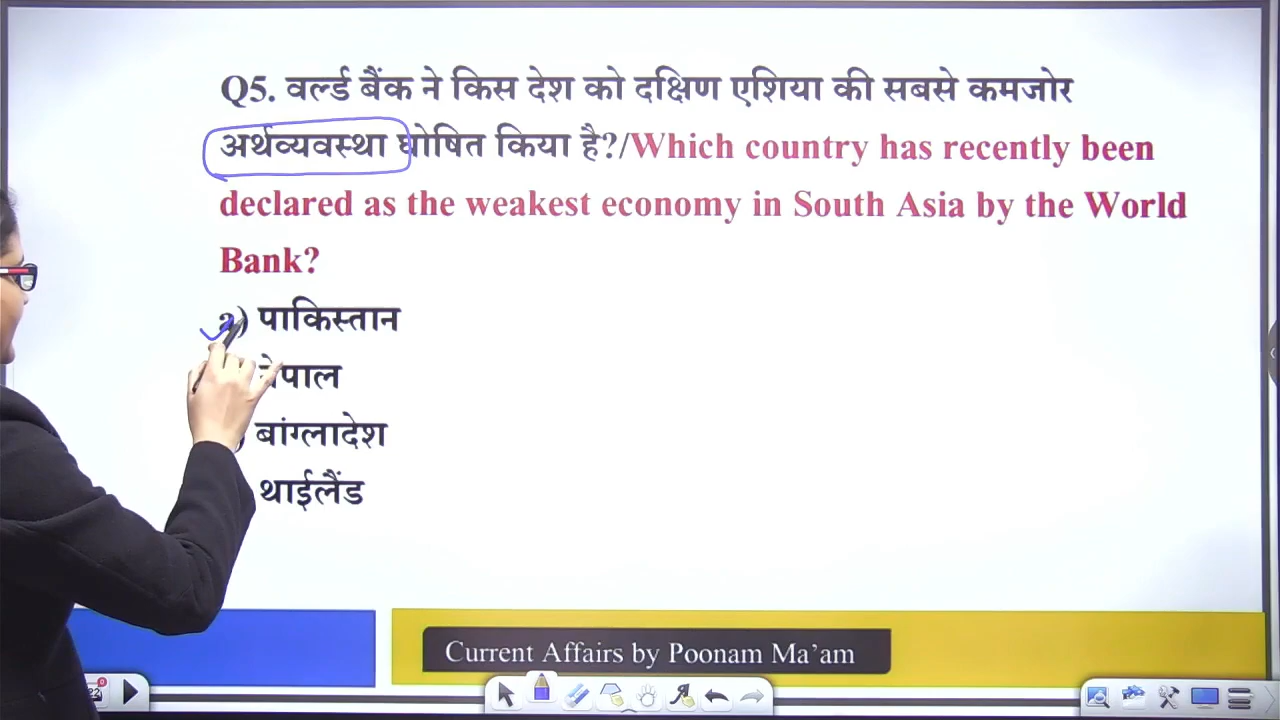 Q5. वर्ल्ड बैंक ने किस देश को दक्षिण एशिया की सबसे कमजोर
अर्थव्यवस्था घोषित किया है?/Which country has recently been
declared as the weakest economy in South Asia by the World
Bank?
a) पाकिस्तान
नेपाल
) बांग्लादेश
थाईलैंड
Current Affairs by Poonam Ma’am
22